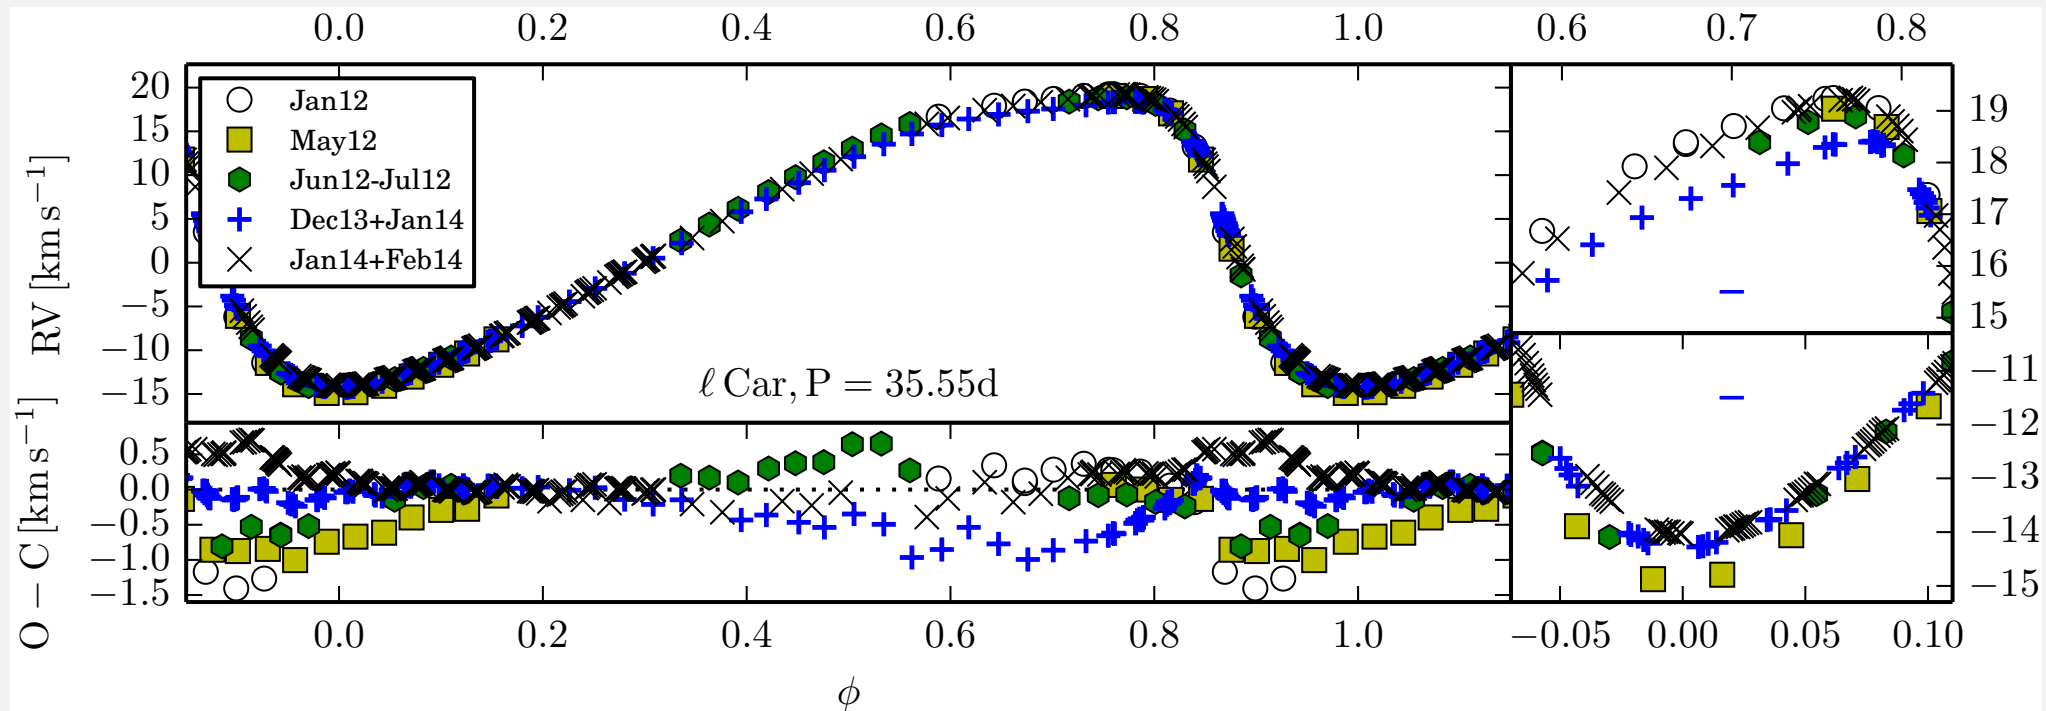 0.0 0.2 0.4 0.6 0.8 1.0 0.6 0.7 0.8
20
15
10
5
0
−5
−10
−15
RV [km s⁻¹]
Jan12
May12
Jun12-Jul12
Dec13+Jan14
Jan14+Feb14
ℓ Car, P = 35.55d
19
18
17
16
15
0.5
0.0
−0.5
−1.0
−1.5
O − C [km s⁻¹]
−11
−12
−13
−14
−15
0.0 0.2 0.4 0.6 0.8 1.0 −0.05 0.00 0.05 0.10
ϕ